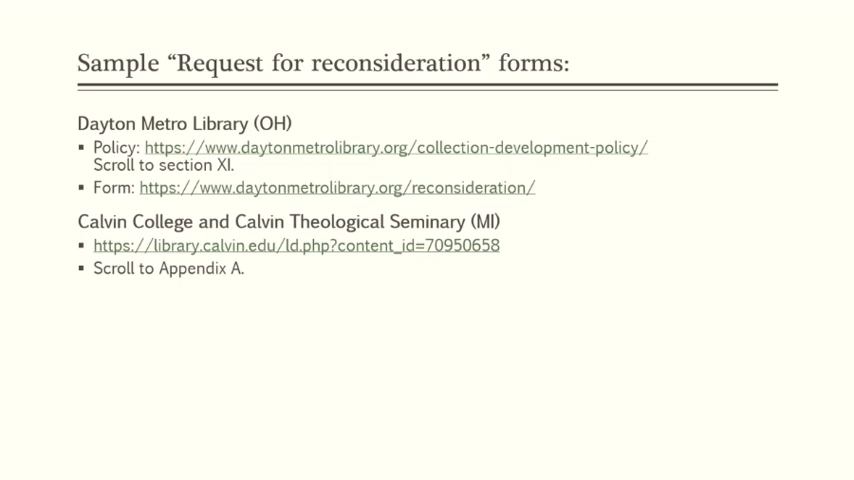 Sample “Request for reconsideration” forms:
Dayton Metro Library (OH)
▪ Policy: https://www.daytonmetrolibrary.org/collection-development-policy/
Scroll to section XI.
▪ Form: https://www.daytonmetrolibrary.org/reconsideration/
Calvin College and Calvin Theological Seminary (MI)
▪ https://library.calvin.edu/ld.php?content_id=70950658
▪ Scroll to Appendix A.